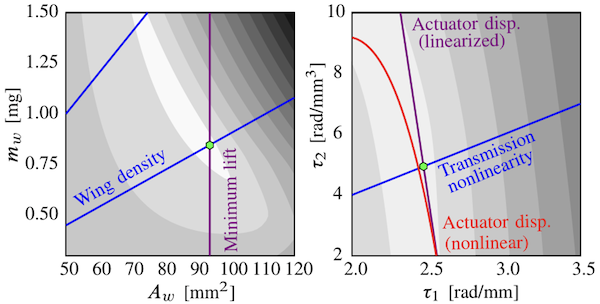 1.50
1.25
1.00
0.75
0.50
m_w [mg]
50 60 70 80 90 100 110 120
A_w [mm²]
Wing density
Minimum lift
10
8
6
4
2
τ₂ [rad/mm³]
2.0 2.5 3.0 3.5
τ₁ [rad/mm]
Actuator disp.
(linearized)
Transmission
nonlinearity
Actuator disp.
(nonlinear)